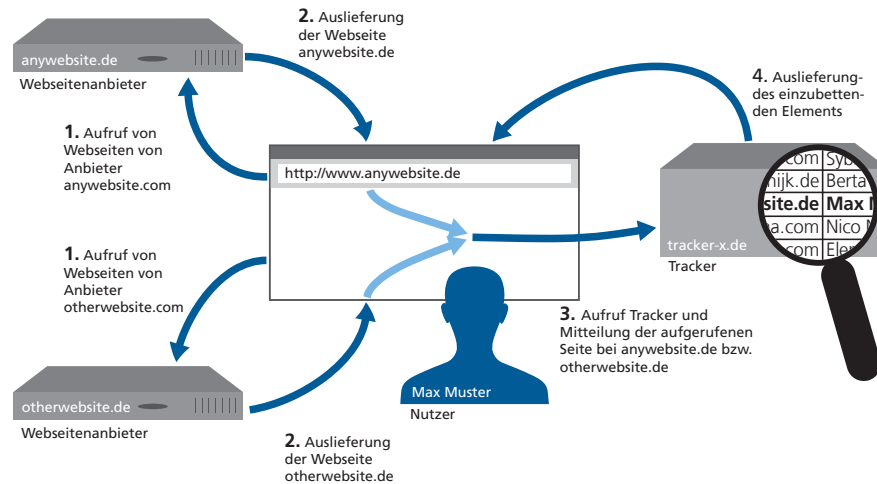 anywebsite.de
Webseitenanbieter
2. Auslieferung
der Webseite
anywebsite.de
1. Aufruf von
Webseiten von
Anbieter
anywebsite.com
http://www.anywebsite.de
4. Auslieferung-
des einzubetten-
den Elements
.com
nijk.de Berta
site.de Max
a.com Nico
.com
tracker-x.de
Tracker
1. Aufruf von
Webseiten von
Anbieter
otherwebsite.com
3. Aufruf Tracker und
Mitteilung der aufgerufenen
Seite bei anywebsite.de bzw.
otherwebsite.de
Max Muster
Nutzer
otherwebsite.de
Webseitenanbieter
2. Auslieferung
der Webseite
otherwebsite.de